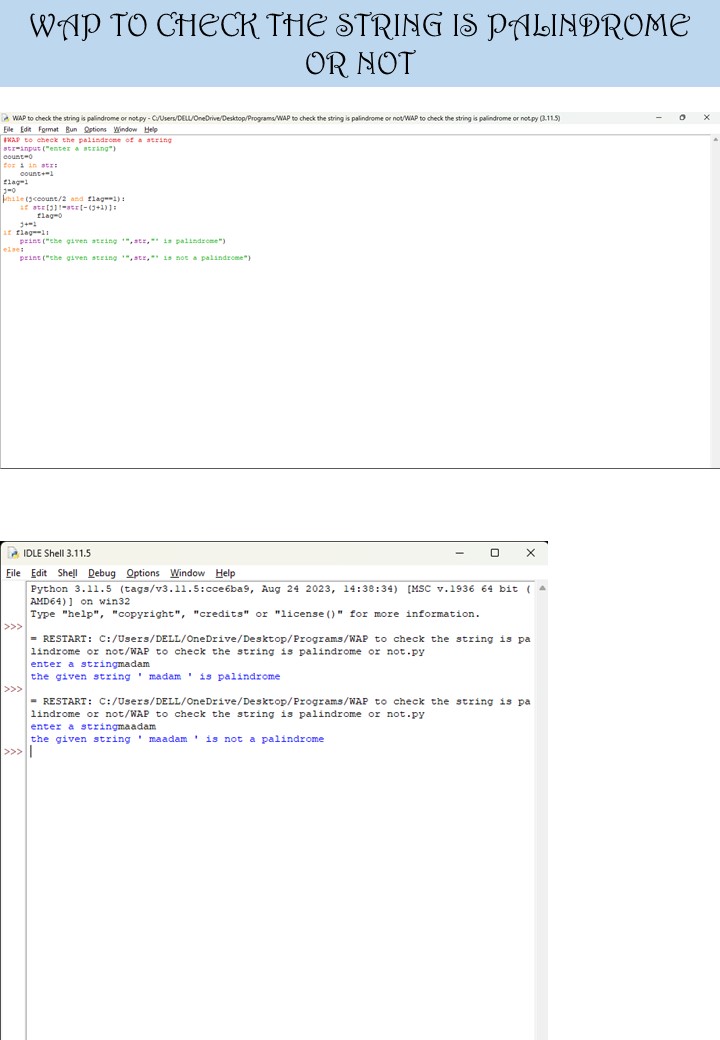 WAP TO CHECK THE STRING IS PALINDROME
OR NOT
WAP to check the string is palindrome or not.py - C:/Users/DELL/OneDrive/Desktop/Programs/WAP to check the string is palindrome or not/WAP to check the string is palindrome or not.py (3.11.5)
File Edit Format Run Options Window Help
#WAP to check the palindrome of a string
str=input("enter a string")
count=0
for i in str:
    count+=1
flag=1
j=0
while(j<count/2 and flag==1):
    if str[j]!=str[-(j+1)]:
        flag=0
    j+=1
if flag==1:
    print("the given string '",str,"' is palindrome")
else:
    print("the given string '",str,"' is not a palindrome")
IDLE Shell 3.11.5
File Edit Shell Debug Options Window Help
Python 3.11.5 (tags/v3.11.5:cce6ba9, Aug 24 2023, 14:38:34) [MSC v.1936 64 bit (
AMD64)] on win32
Type "help", "copyright", "credits" or "license()" for more information.
>>>
= RESTART: C:/Users/DELL/OneDrive/Desktop/Programs/WAP to check the string is pa
lindrome or not/WAP to check the string is palindrome or not.py
enter a stringmadam
the given string ' madam ' is palindrome
>>>
= RESTART: C:/Users/DELL/OneDrive/Desktop/Programs/WAP to check the string is pa
lindrome or not/WAP to check the string is palindrome or not.py
enter a stringmaadam
the given string ' maadam ' is not a palindrome
>>>